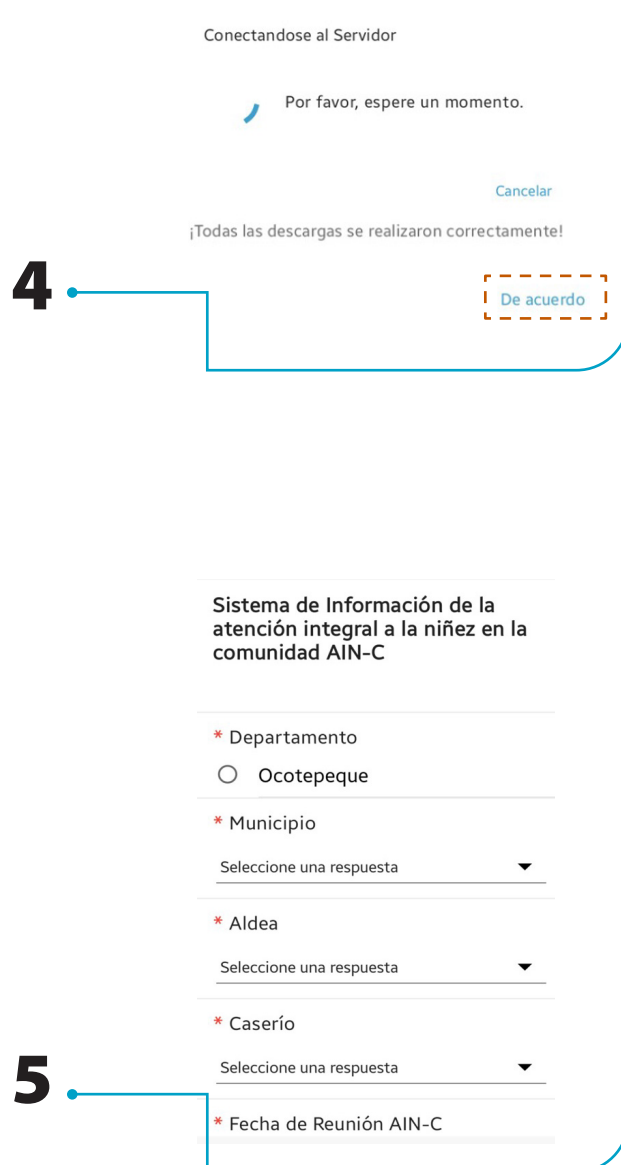 Conectandose al Servidor
Por favor, espere un momento.
Cancelar
¡Todas las descargas se realizaron correctamente!
4
De acuerdo
Sistema de Información de la
atención integral a la niñez en la
comunidad AIN-C
* Departamento
Ocotepeque
* Municipio
Seleccione una respuesta
* Aldea
Seleccione una respuesta
* Caserío
Seleccione una respuesta
5
* Fecha de Reunión AIN-C